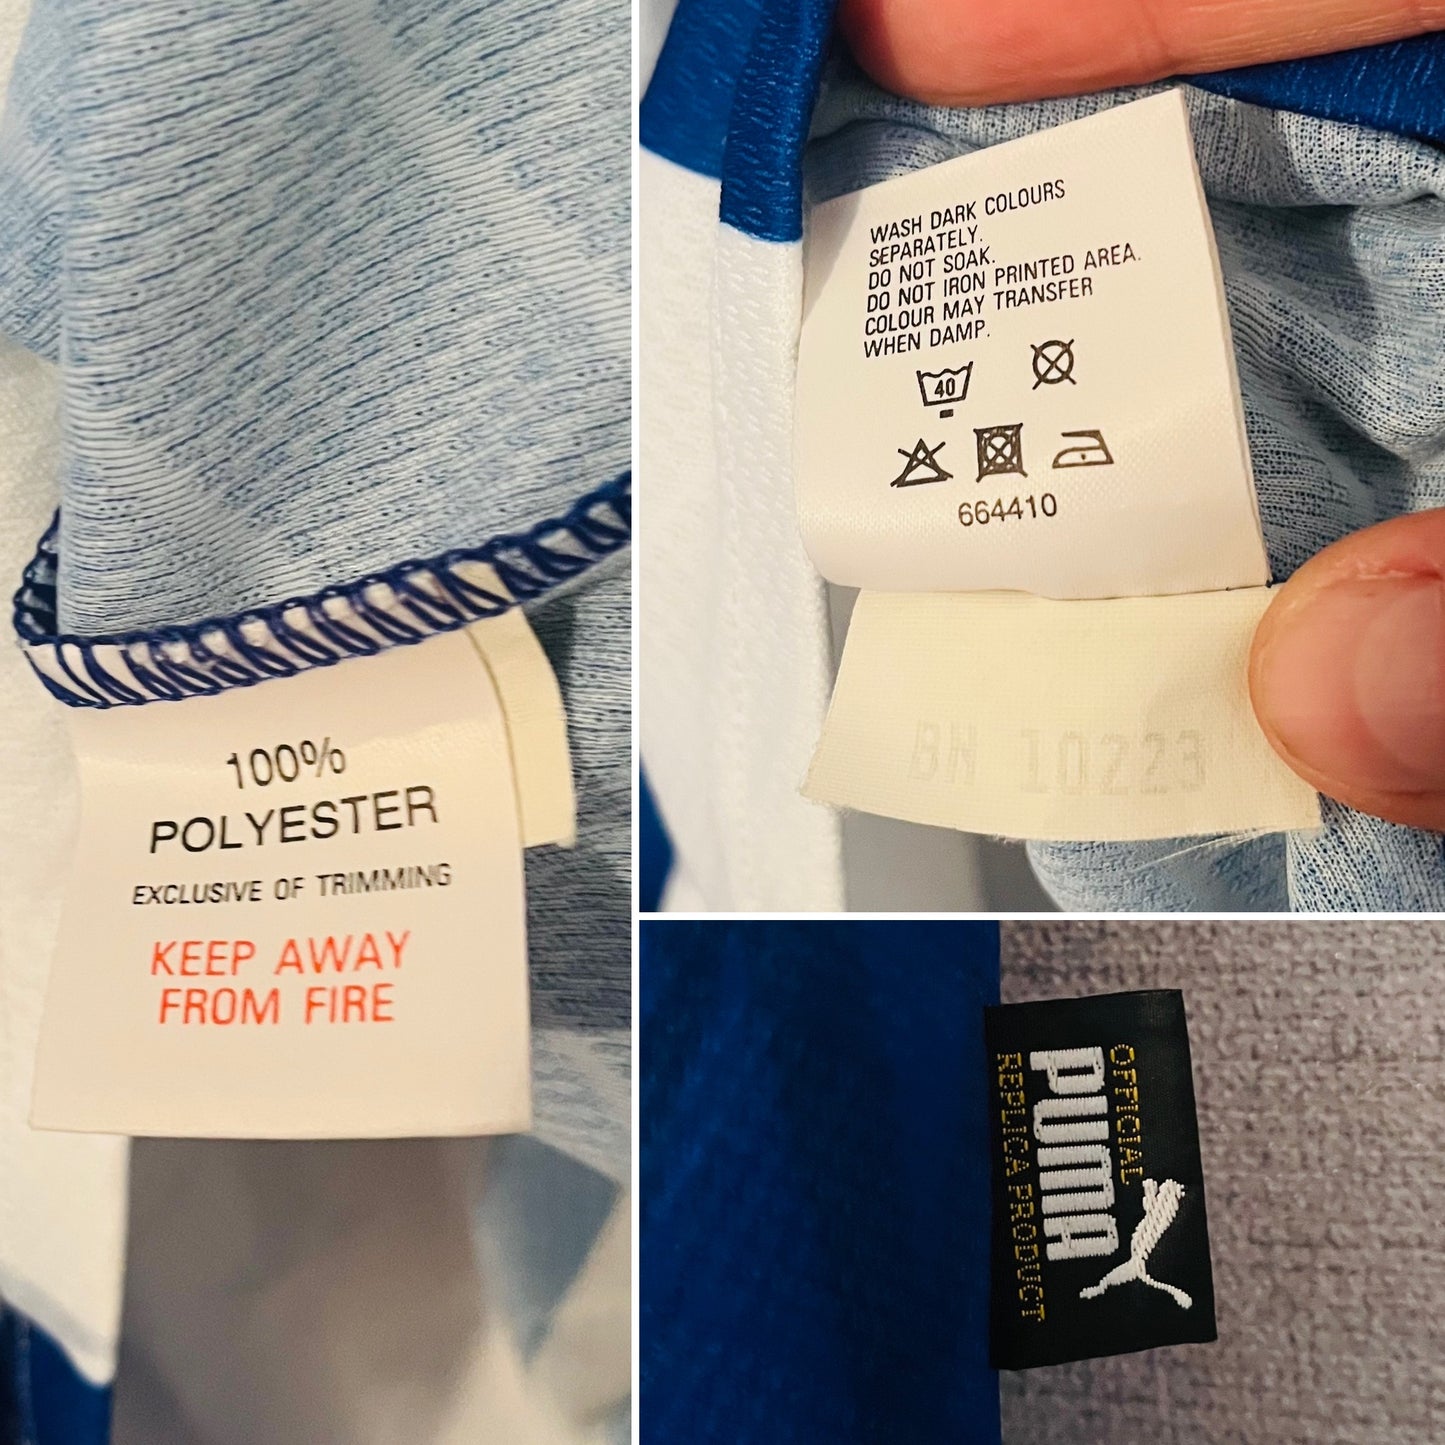 100%
POLYESTER
EXCLUSIVE OF TRIMMING
KEEP AWAY
FROM FIRE
WASH DARK COLOURS
SEPARATELY.
DO NOT SOAK.
DO NOT IRON PRINTED AREA.
COLOUR MAY TRANSFER
WHEN DAMP.
40
664410
BH 10223
OFFICIAL
PUMA
REPLICA PRODUCT